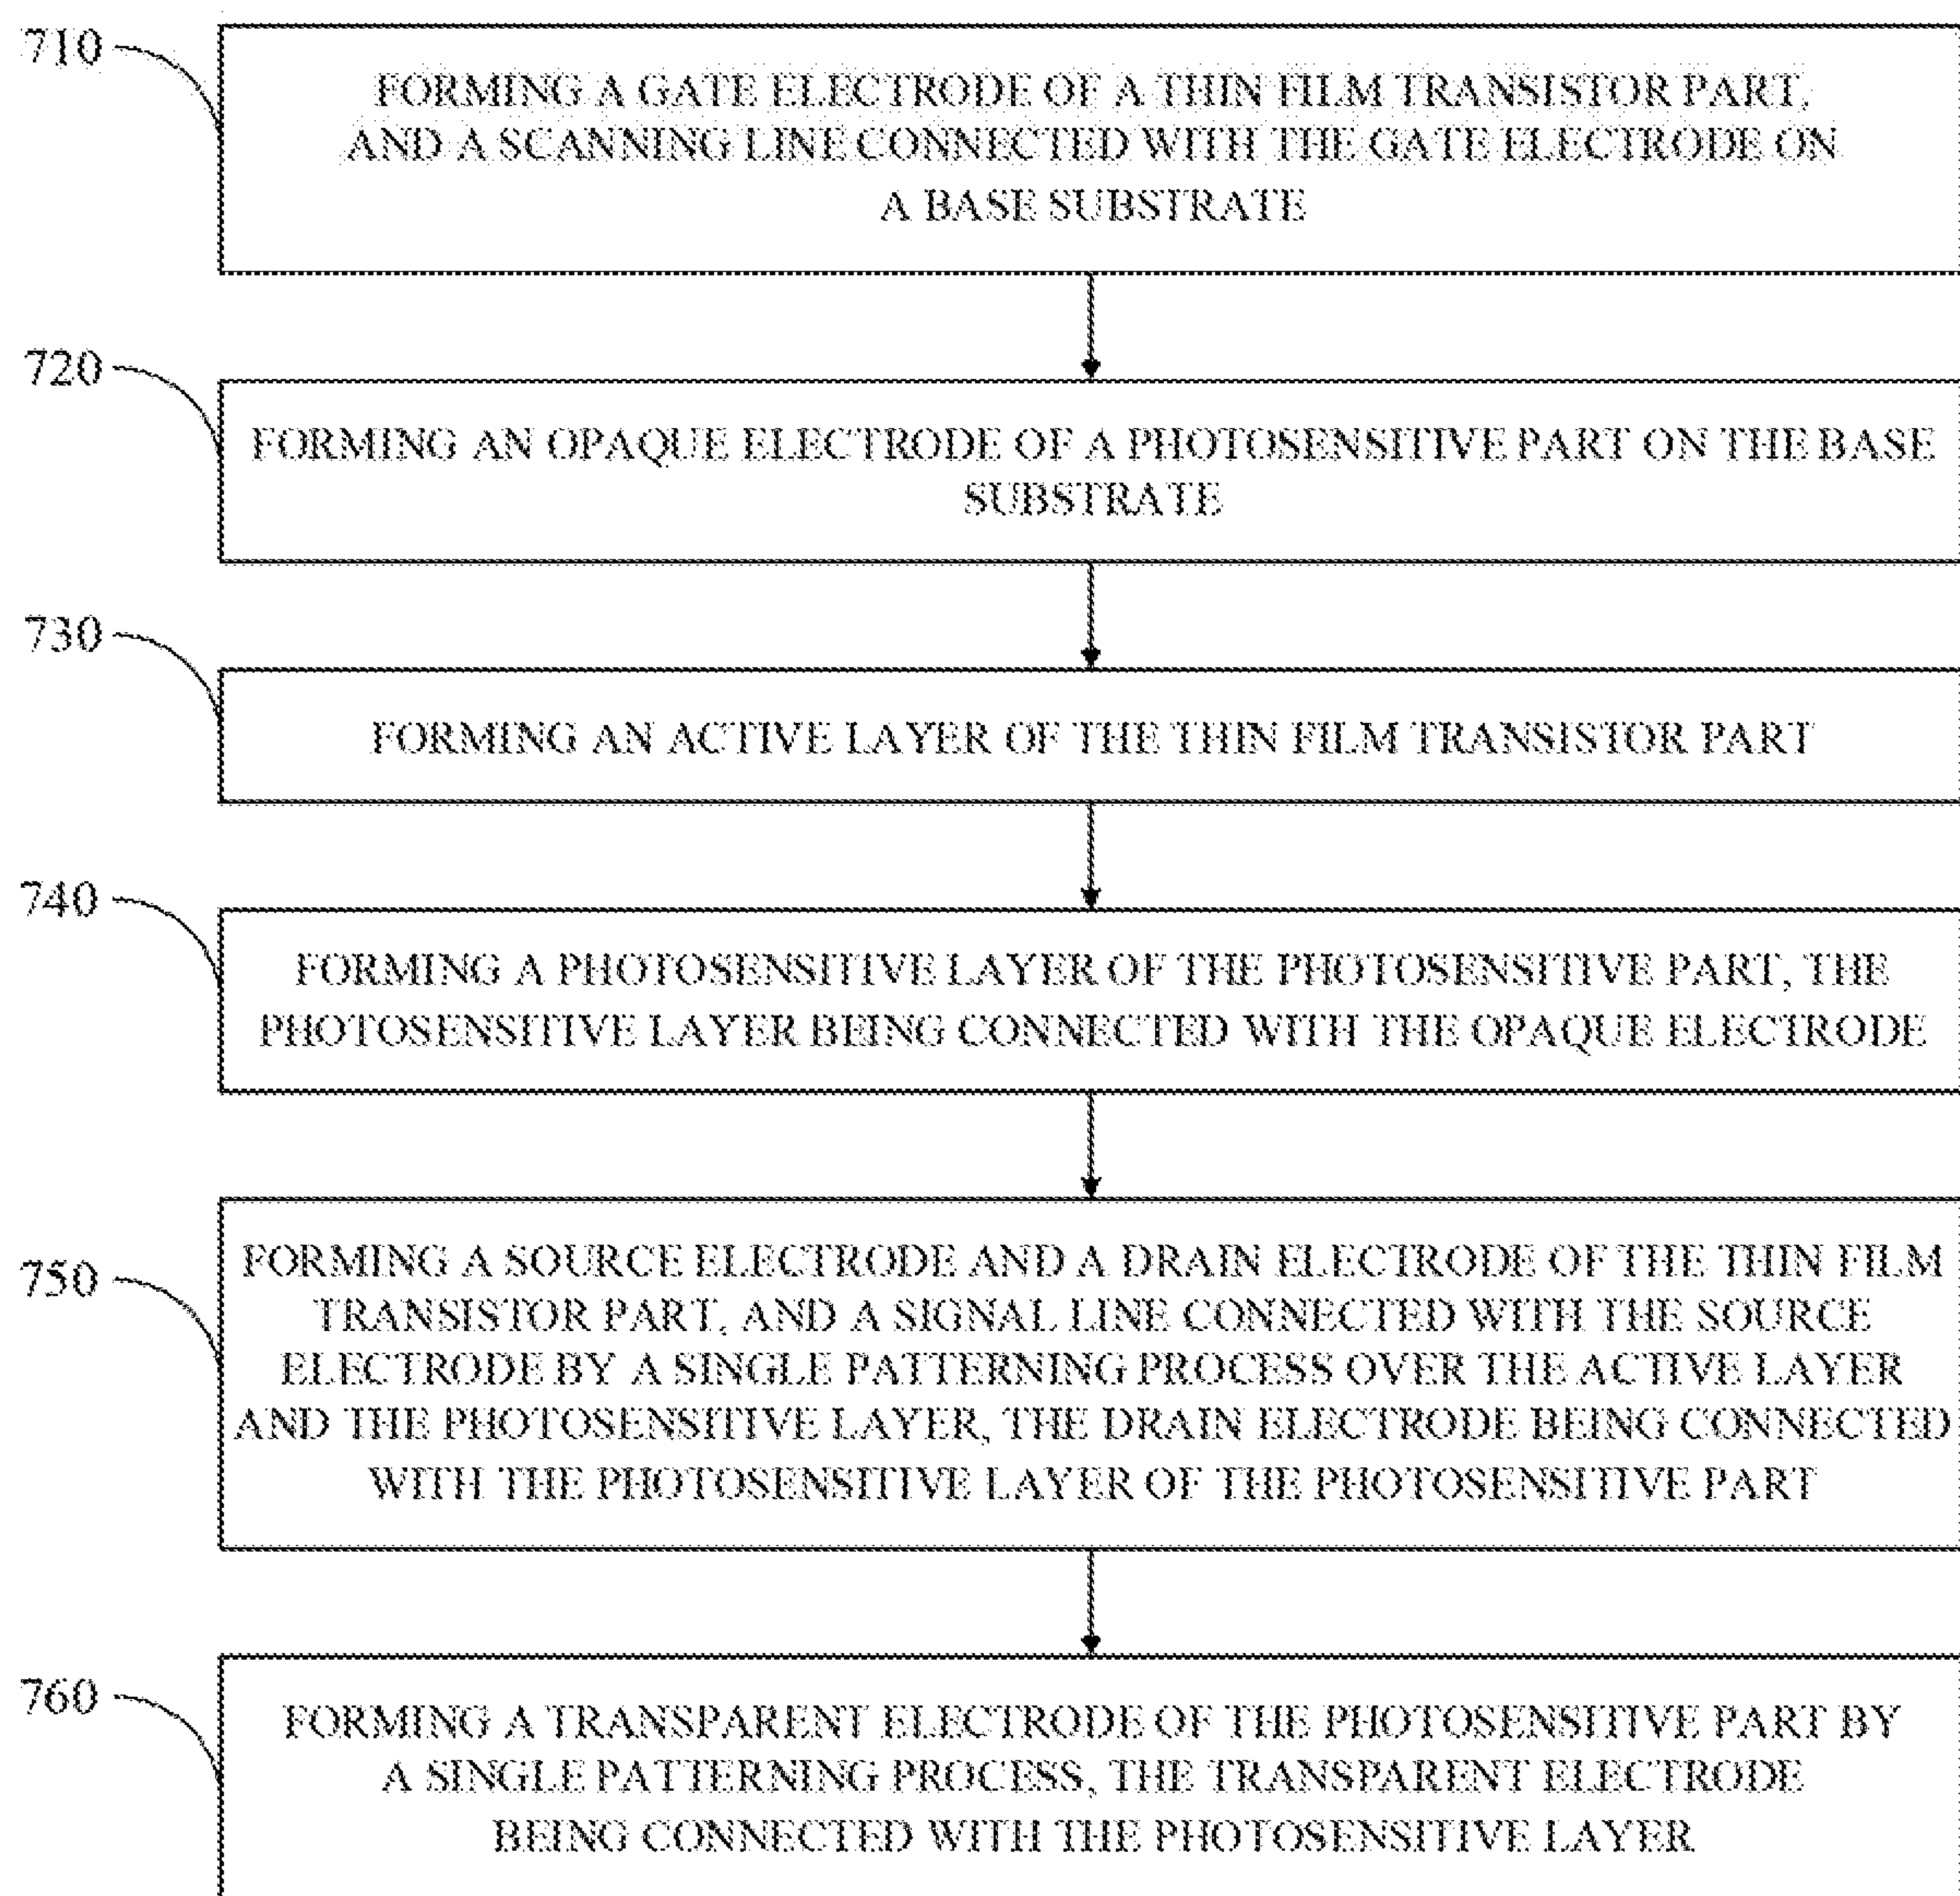 710
FORMING A GATE ELECTRODE OF A THIN FILM TRANSISTOR PART,
AND A SCANNING LINE CONNECTED WITH THE GATE ELECTRODE ON
A BASE SUBSTRATE
720
FORMING AN OPAQUE ELECTRODE OF A PHOTOSENSITIVE PART ON THE BASE
SUBSTRATE
730
FORMING AN ACTIVE LAYER OF THE THIN FILM TRANSISTOR PART
740
FORMING A PHOTOSENSITIVE LAYER OF THE PHOTOSENSITIVE PART, THE
PHOTOSENSITIVE LAYER BEING CONNECTED WITH THE OPAQUE ELECTRODE
750
FORMING A SOURCE ELECTRODE AND A DRAIN ELECTRODE OF THE THIN FILM
TRANSISTOR PART, AND A SIGNAL LINE CONNECTED WITH THE SOURCE
ELECTRODE BY A SINGLE PATTERNING PROCESS OVER THE ACTIVE LAYER
AND THE PHOTOSENSITIVE LAYER, THE DRAIN ELECTRODE BEING CONNECTED
WITH THE PHOTOSENSITIVE LAYER OF THE PHOTOSENSITIVE PART
760
FORMING A TRANSPARENT ELECTRODE OF THE PHOTOSENSITIVE PART BY
A SINGLE PATTERNING PROCESS, THE TRANSPARENT ELECTRODE
BEING CONNECTED WITH THE PHOTOSENSITIVE LAYER